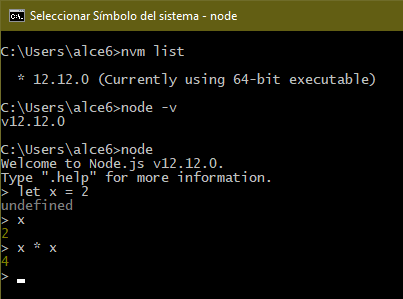 Seleccionar Símbolo del sistema - node
C:\Users\alce6>nvm list
* 12.12.0 (Currently using 64-bit executable)
C:\Users\alce6>node -v
v12.12.0
C:\Users\alce6>node
Welcome to Node.js v12.12.0.
Type ".help" for more information.
> let x = 2
undefined
> x
2
> x * x
4
>